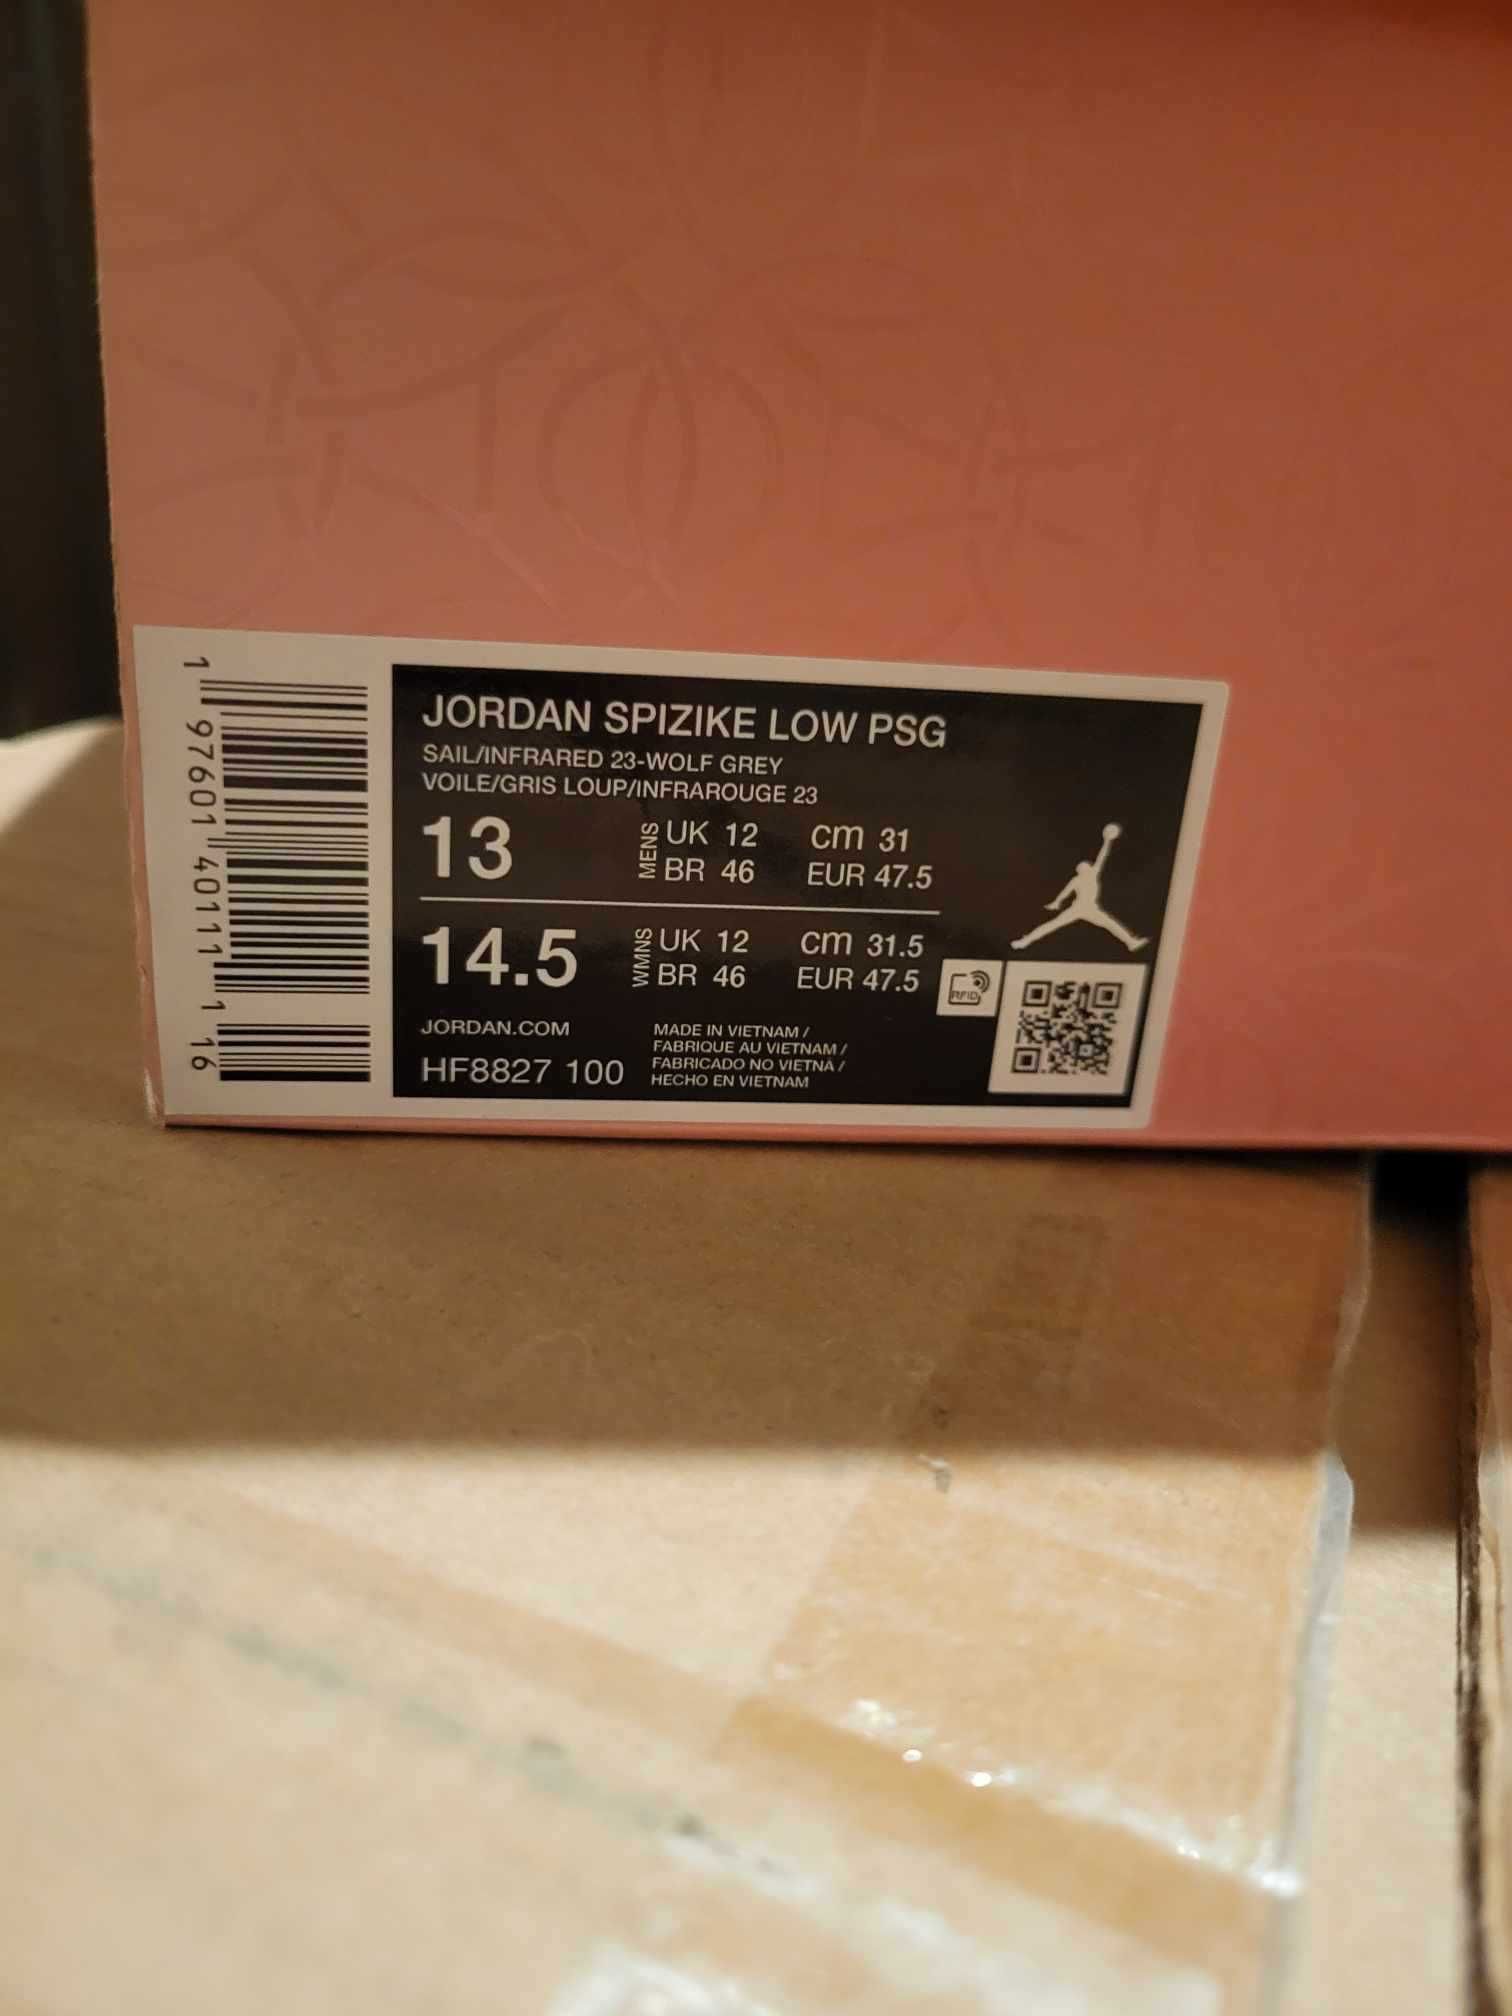 JORDAN SPIZIKE LOW PSG
SAIL/INFRARED 23-WOLF GREY
VOILE/GRIS LOUP/INFRAROUGE 23
13 MENS UK 12 cm 31
BR 46 EUR 47.5
14.5 WMNS UK 12 cm 31.5
BR 46 EUR 47.5
RFID
JORDAN.COM
HF8827 100
MADE IN VIETNAM /
FABRIQUE AU VIETNAM /
FABRICADO NO VIETNÃ /
HECHO EN VIETNAM
1 97601 40111 1 16